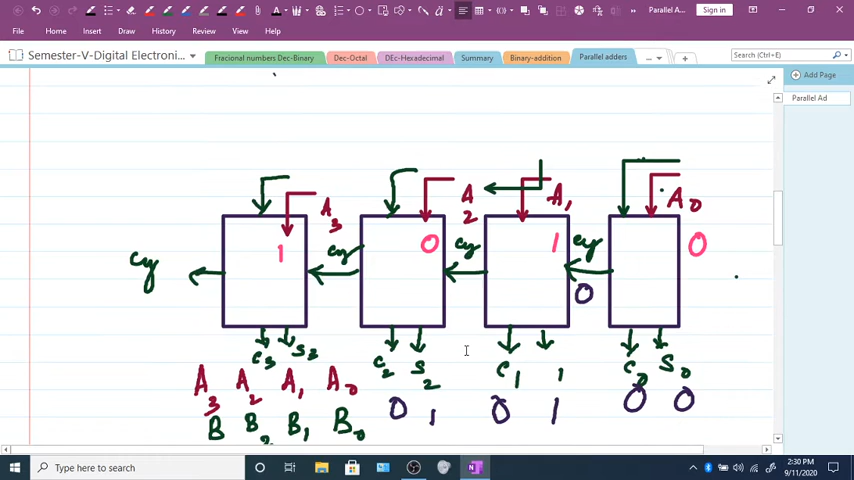 Parallel A...
Sign in
File Home Insert Draw History Review View Help
Semester-V-Digital Electroni...
Fracional numbers Dec-Binary
Dec-Octal
DEc-Hexadecimal
Summary
Binary-addition
Parallel adders
Search (Ctrl+E)
Add Page
Parallel Ad
A3 A2 A1 A0
1 0 1 0
cy cy cy cy
0
C3 S3 C2 S2 C1 1 C0 S0
A3 A2 A1 A0 0 1 0 1 0 0
B B2 B1 B0
Type here to search
2:30 PM
9/11/2020